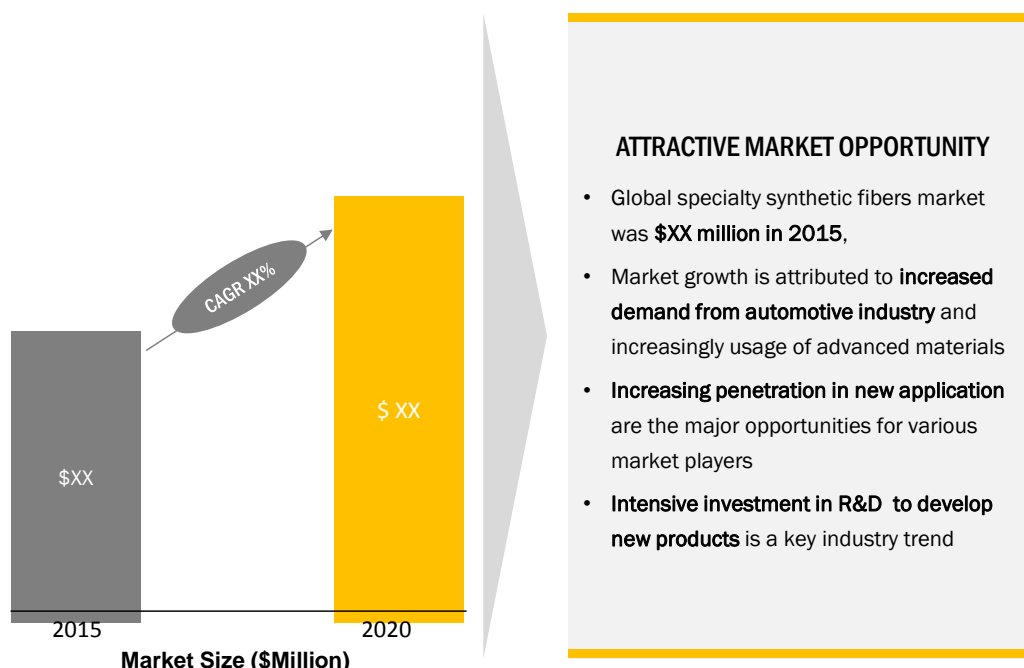 CAGR XX%
$XX
$ XX
2015
2020
Market Size ($Million)
ATTRACTIVE MARKET OPPORTUNITY
• Global specialty synthetic fibers market
was $XX million in 2015,
• Market growth is attributed to increased
demand from automotive industry and
increasingly usage of advanced materials
• Increasing penetration in new application
are the major opportunities for various
market players
• Intensive investment in R&D  to develop
new products is a key industry trend